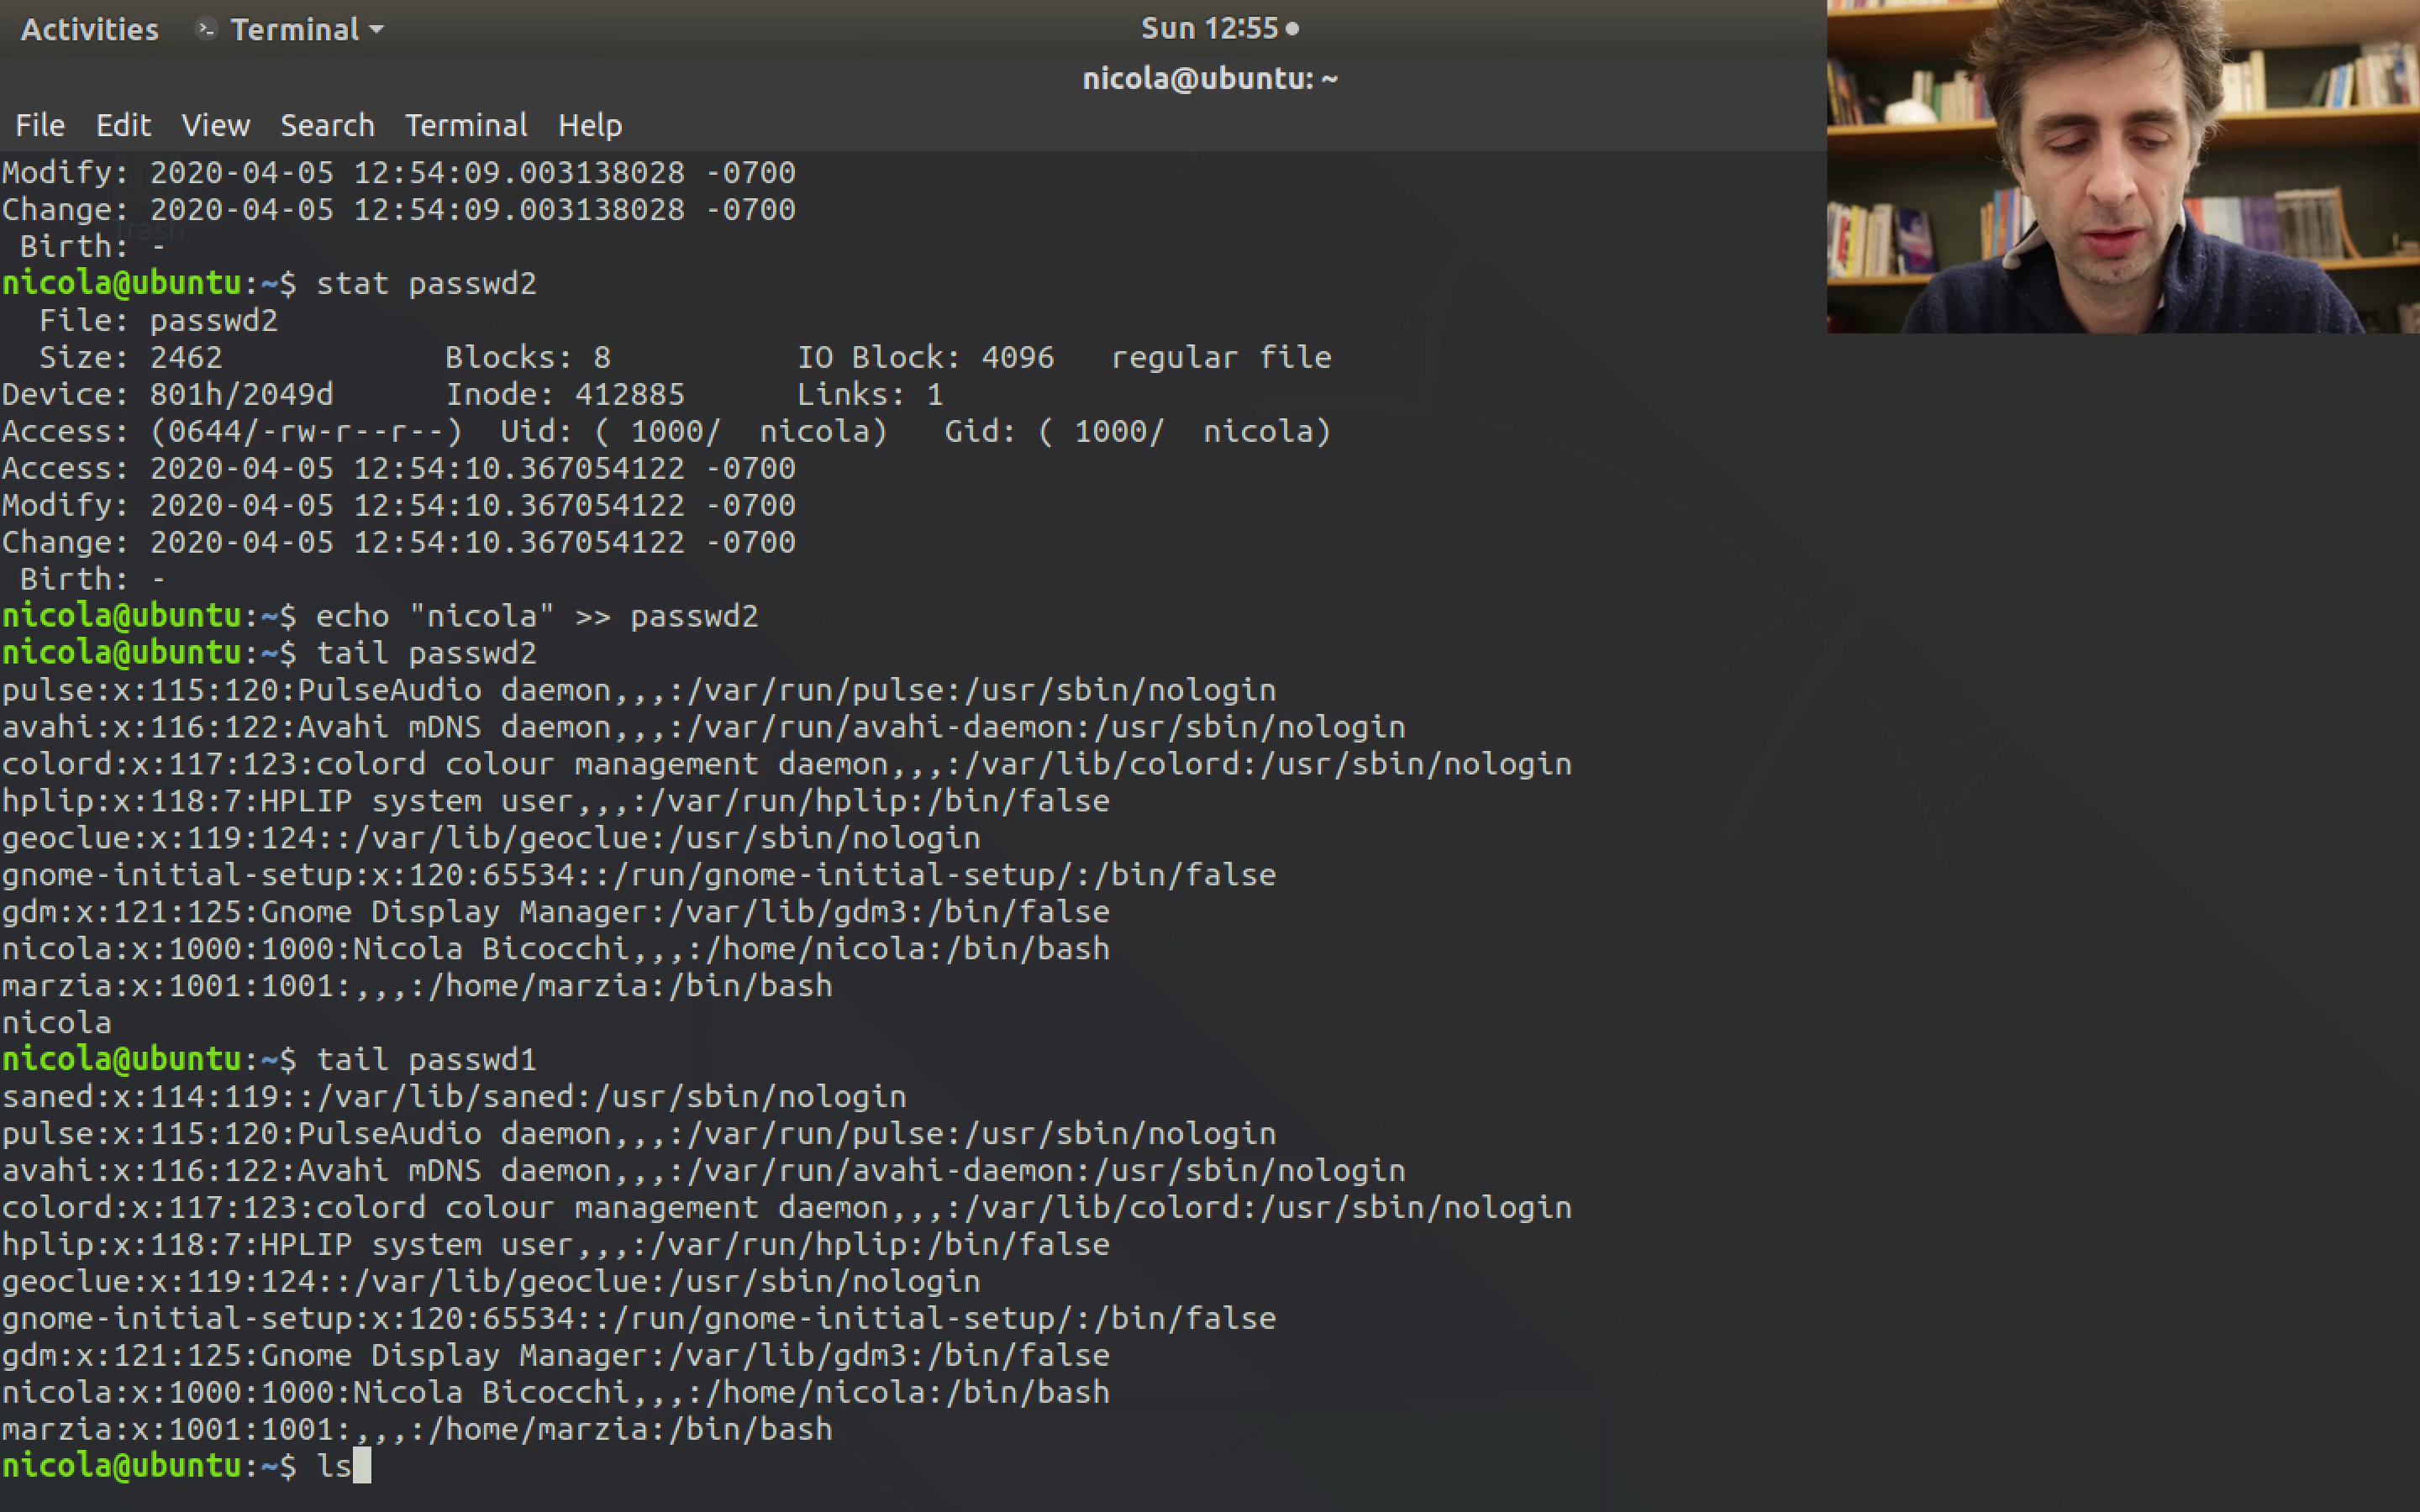 Activities Terminal Sun 12:55
nicola@ubuntu: ~
File Edit View Search Terminal Help
Modify: 2020-04-05 12:54:09.003138028 -0700
Change: 2020-04-05 12:54:09.003138028 -0700
Trash
 Birth: -
nicola@ubuntu:~$ stat passwd2
  File: passwd2
  Size: 2462            Blocks: 8          IO Block: 4096   regular file
Device: 801h/2049d      Inode: 412885      Links: 1
Access: (0644/-rw-r--r--)  Uid: ( 1000/  nicola)   Gid: ( 1000/  nicola)
Access: 2020-04-05 12:54:10.367054122 -0700
Modify: 2020-04-05 12:54:10.367054122 -0700
Change: 2020-04-05 12:54:10.367054122 -0700
 Birth: -
nicola@ubuntu:~$ echo "nicola" >> passwd2
nicola@ubuntu:~$ tail passwd2
pulse:x:115:120:PulseAudio daemon,,,:/var/run/pulse:/usr/sbin/nologin
avahi:x:116:122:Avahi mDNS daemon,,,:/var/run/avahi-daemon:/usr/sbin/nologin
colord:x:117:123:colord colour management daemon,,,:/var/lib/colord:/usr/sbin/nologin
hplip:x:118:7:HPLIP system user,,,:/var/run/hplip:/bin/false
geoclue:x:119:124::/var/lib/geoclue:/usr/sbin/nologin
gnome-initial-setup:x:120:65534::/run/gnome-initial-setup/:/bin/false
gdm:x:121:125:Gnome Display Manager:/var/lib/gdm3:/bin/false
nicola:x:1000:1000:Nicola Bicocchi,,,:/home/nicola:/bin/bash
marzia:x:1001:1001:,,,:/home/marzia:/bin/bash
nicola
nicola@ubuntu:~$ tail passwd1
saned:x:114:119::/var/lib/saned:/usr/sbin/nologin
pulse:x:115:120:PulseAudio daemon,,,:/var/run/pulse:/usr/sbin/nologin
avahi:x:116:122:Avahi mDNS daemon,,,:/var/run/avahi-daemon:/usr/sbin/nologin
colord:x:117:123:colord colour management daemon,,,:/var/lib/colord:/usr/sbin/nologin
hplip:x:118:7:HPLIP system user,,,:/var/run/hplip:/bin/false
geoclue:x:119:124::/var/lib/geoclue:/usr/sbin/nologin
gnome-initial-setup:x:120:65534::/run/gnome-initial-setup/:/bin/false
gdm:x:121:125:Gnome Display Manager:/var/lib/gdm3:/bin/false
nicola:x:1000:1000:Nicola Bicocchi,,,:/home/nicola:/bin/bash
marzia:x:1001:1001:,,,:/home/marzia:/bin/bash
nicola@ubuntu:~$ ls